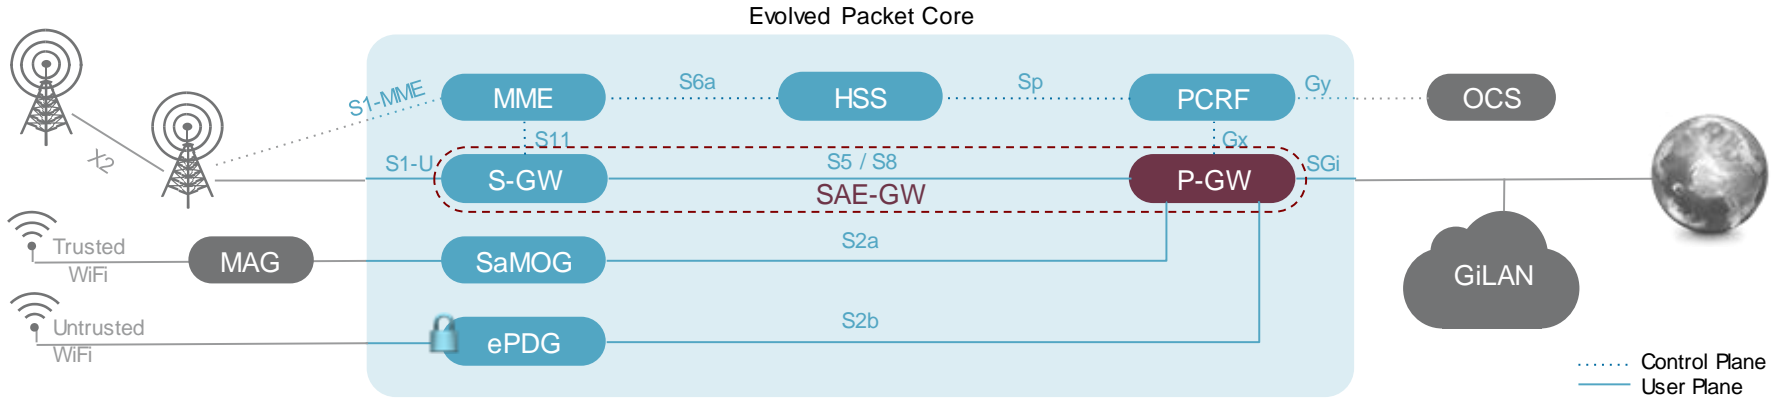 Evolved Packet Core
S1-MME
MME
S6a
HSS
Sp
PCRF
Gy
OCS
X2
S11
Gx
S1-U
S-GW
S5 / S8
P-GW
SGi
SAE-GW
Trusted
WiFi
MAG
SaMOG
S2a
GiLAN
Untrusted
WiFi
ePDG
S2b
Control Plane
User Plane